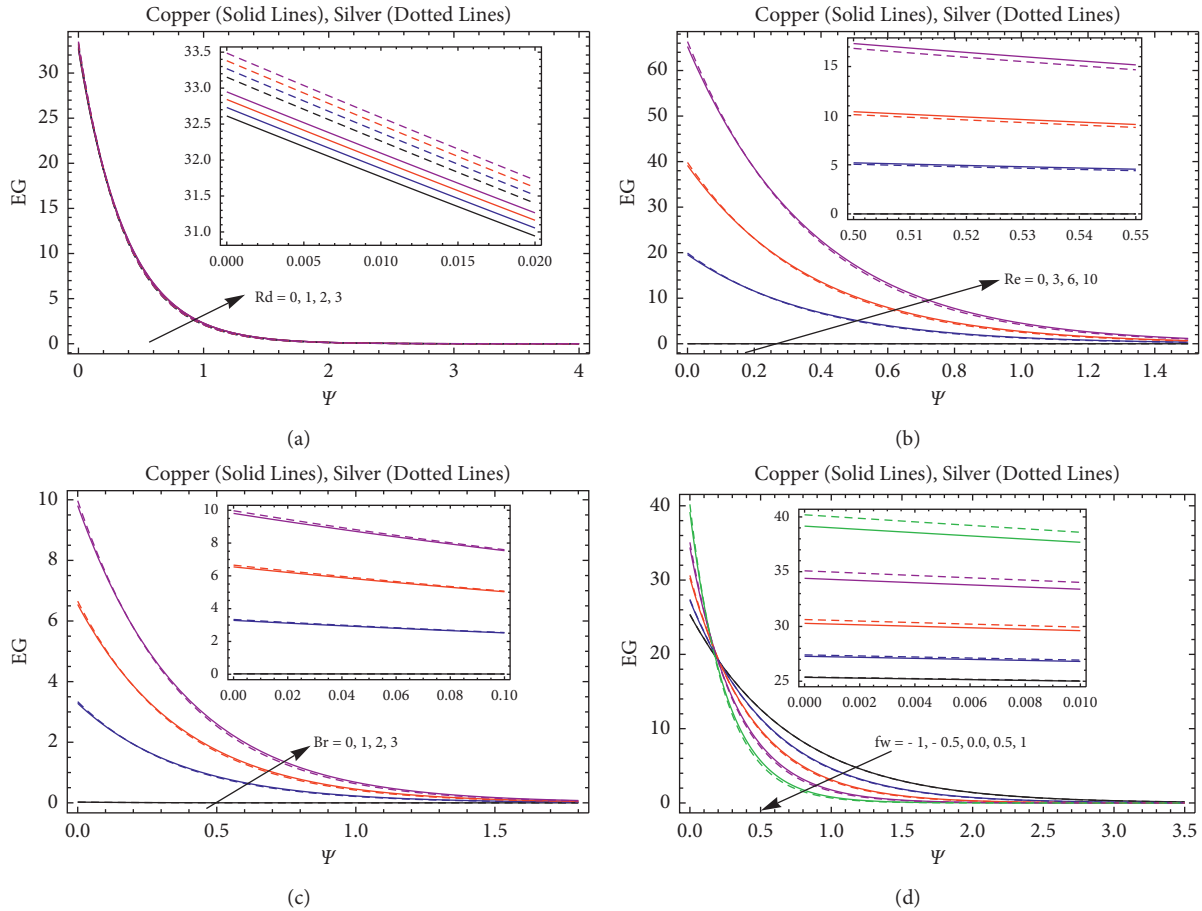 Copper (Solid Lines), Silver (Dotted Lines)
33.5
33.0
32.5
32.0
31.5
31.0
0.000 0.005 0.010 0.015 0.020
Rd = 0, 1, 2, 3
30
25
20
15
10
5
0
EG
0 1 2 3 4
Ψ
(a)
Copper (Solid Lines), Silver (Dotted Lines)
15
10
5
0
0.50 0.51 0.52 0.53 0.54 0.55
Re = 0, 3, 6, 10
60
50
40
30
20
10
0
EG
0.0 0.2 0.4 0.6 0.8 1.0 1.2 1.4
Ψ
(b)
Copper (Solid Lines), Silver (Dotted Lines)
10
8
6
4
2
0
0.00 0.02 0.04 0.06 0.08 0.10
Br = 0, 1, 2, 3
10
8
6
4
2
0
EG
0.0 0.5 1.0 1.5
Ψ
(c)
Copper (Solid Lines), Silver (Dotted Lines)
40
35
30
25
0.000 0.002 0.004 0.006 0.008 0.010
fw = - 1, - 0.5, 0.0, 0.5, 1
40
30
20
10
0
EG
0.0 0.5 1.0 1.5 2.0 2.5 3.0 3.5
Ψ
(d)